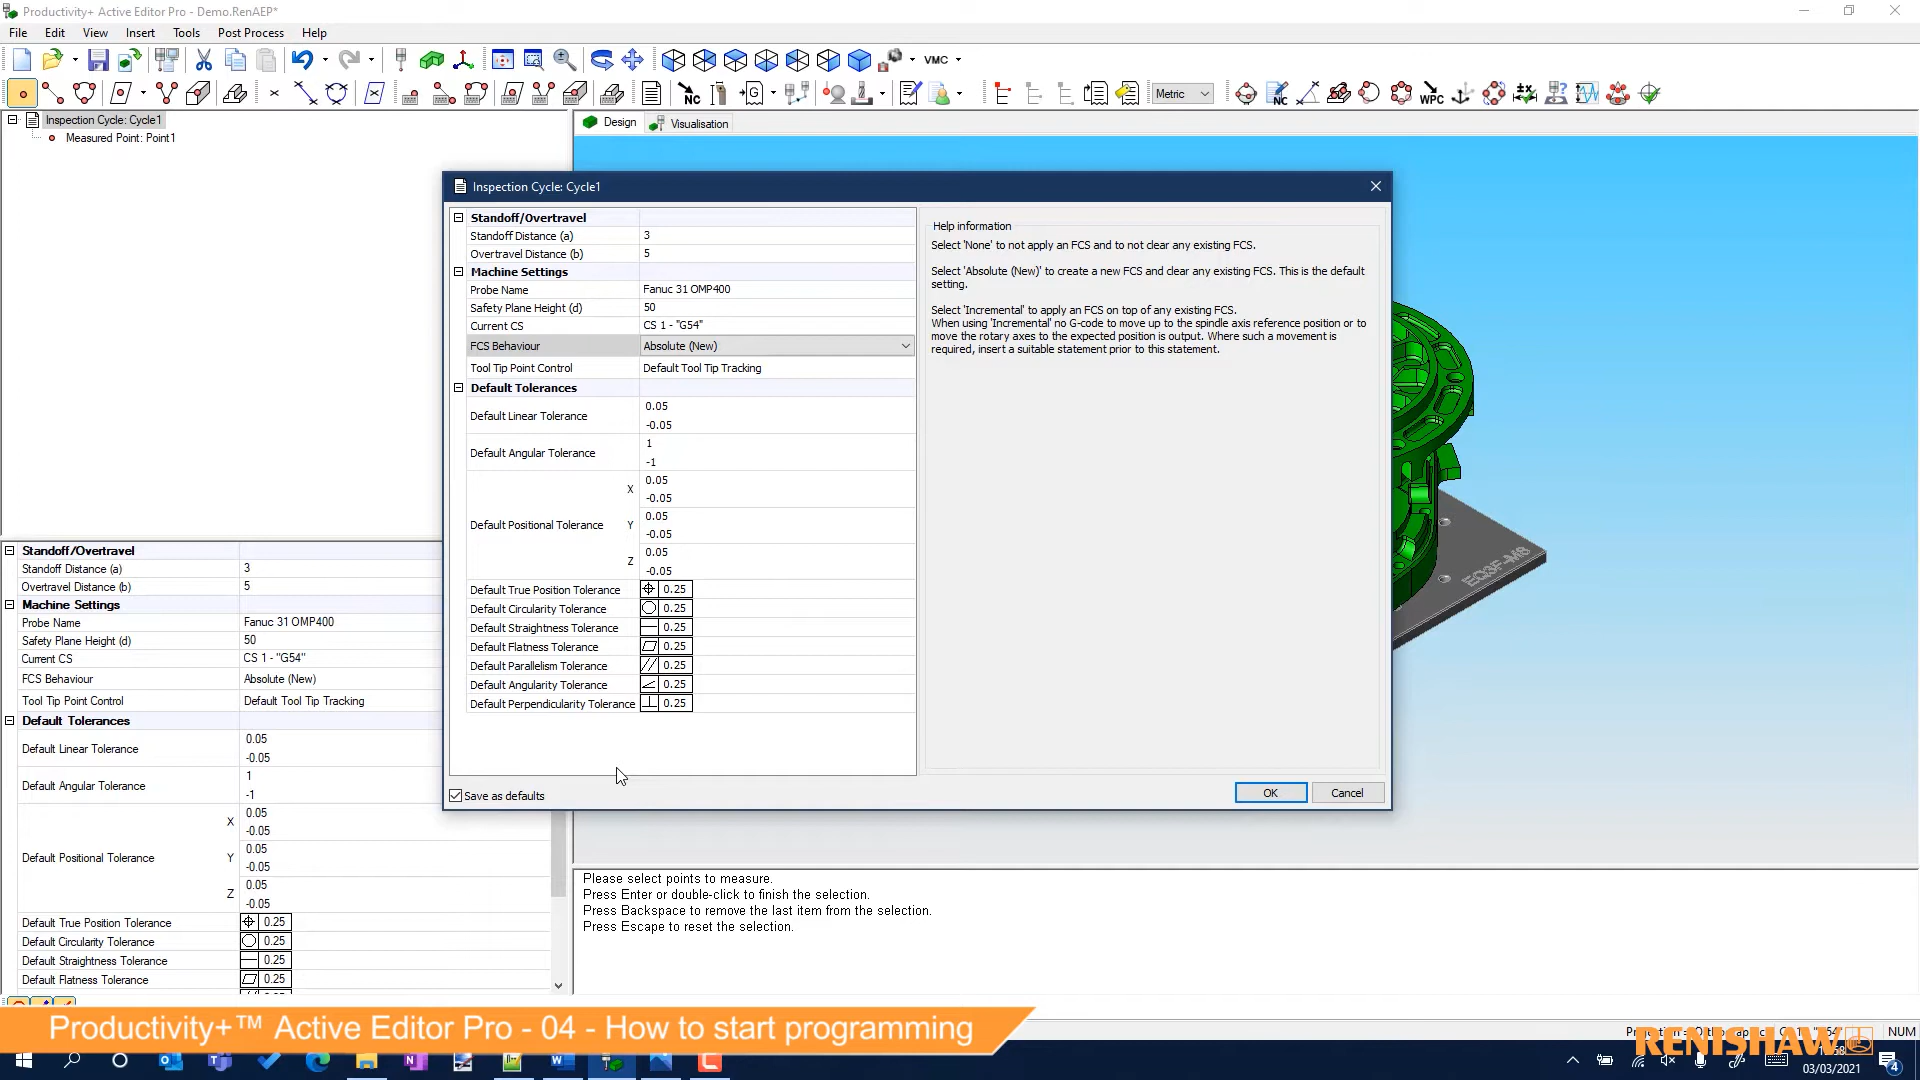 Productivity+ Active Editor Pro - Demo.RenAEP*
File Edit View Insert Tools Post Process Help
VMC
NC G Metric NC WPC
Inspection Cycle: Cycle1
Measured Point: Point1
Design Visualisation
Inspection Cycle: Cycle1
Standoff/Overtravel
Standoff Distance (a) 3
Overtravel Distance (b) 5
Machine Settings
Probe Name Fanuc 31 OMP400
Safety Plane Height (d) 50
Current CS CS 1 - "G54"
FCS Behaviour Absolute (New)
Tool Tip Point Control Default Tool Tip Tracking
Default Tolerances
Default Linear Tolerance 0.05
-0.05
Default Angular Tolerance 1
-1
Default Positional Tolerance X 0.05
-0.05
Y 0.05
-0.05
Z 0.05
-0.05
Default True Position Tolerance 0.25
Default Circularity Tolerance 0.25
Default Straightness Tolerance 0.25
Default Flatness Tolerance 0.25
Default Parallelism Tolerance 0.25
Default Angularity Tolerance 0.25
Default Perpendicularity Tolerance 0.25
Save as defaults
Help information
Select 'None' to not apply an FCS and to not clear any existing FCS.
Select 'Absolute (New)' to create a new FCS and clear any existing FCS. This is the default
setting.
Select 'Incremental' to apply an FCS on top of any existing FCS.
When using 'Incremental' no G-code to move up to the spindle axis reference position or to
move the rotary axes to the expected position is output. Where such a movement is
required, insert a suitable statement prior to this statement.
OK Cancel
EQ3F-M8
Standoff/Overtravel
Standoff Distance (a) 3
Overtravel Distance (b) 5
Machine Settings
Probe Name Fanuc 31 OMP400
Safety Plane Height (d) 50
Current CS CS 1 - "G54"
FCS Behaviour Absolute (New)
Tool Tip Point Control Default Tool Tip Tracking
Default Tolerances
Default Linear Tolerance 0.05
-0.05
Default Angular Tolerance 1
-1
Default Positional Tolerance X 0.05
-0.05
Y 0.05
-0.05
Z 0.05
-0.05
Default True Position Tolerance 0.25
Default Circularity Tolerance 0.25
Default Straightness Tolerance 0.25
Default Flatness Tolerance 0.25
Please select points to measure.
Press Enter or double-click to finish the selection.
Press Backspace to remove the last item from the selection.
Press Escape to reset the selection.
Productivity+™ Active Editor Pro - 04 - How to start programming
NUM
RENISHAW
03/03/2021
4